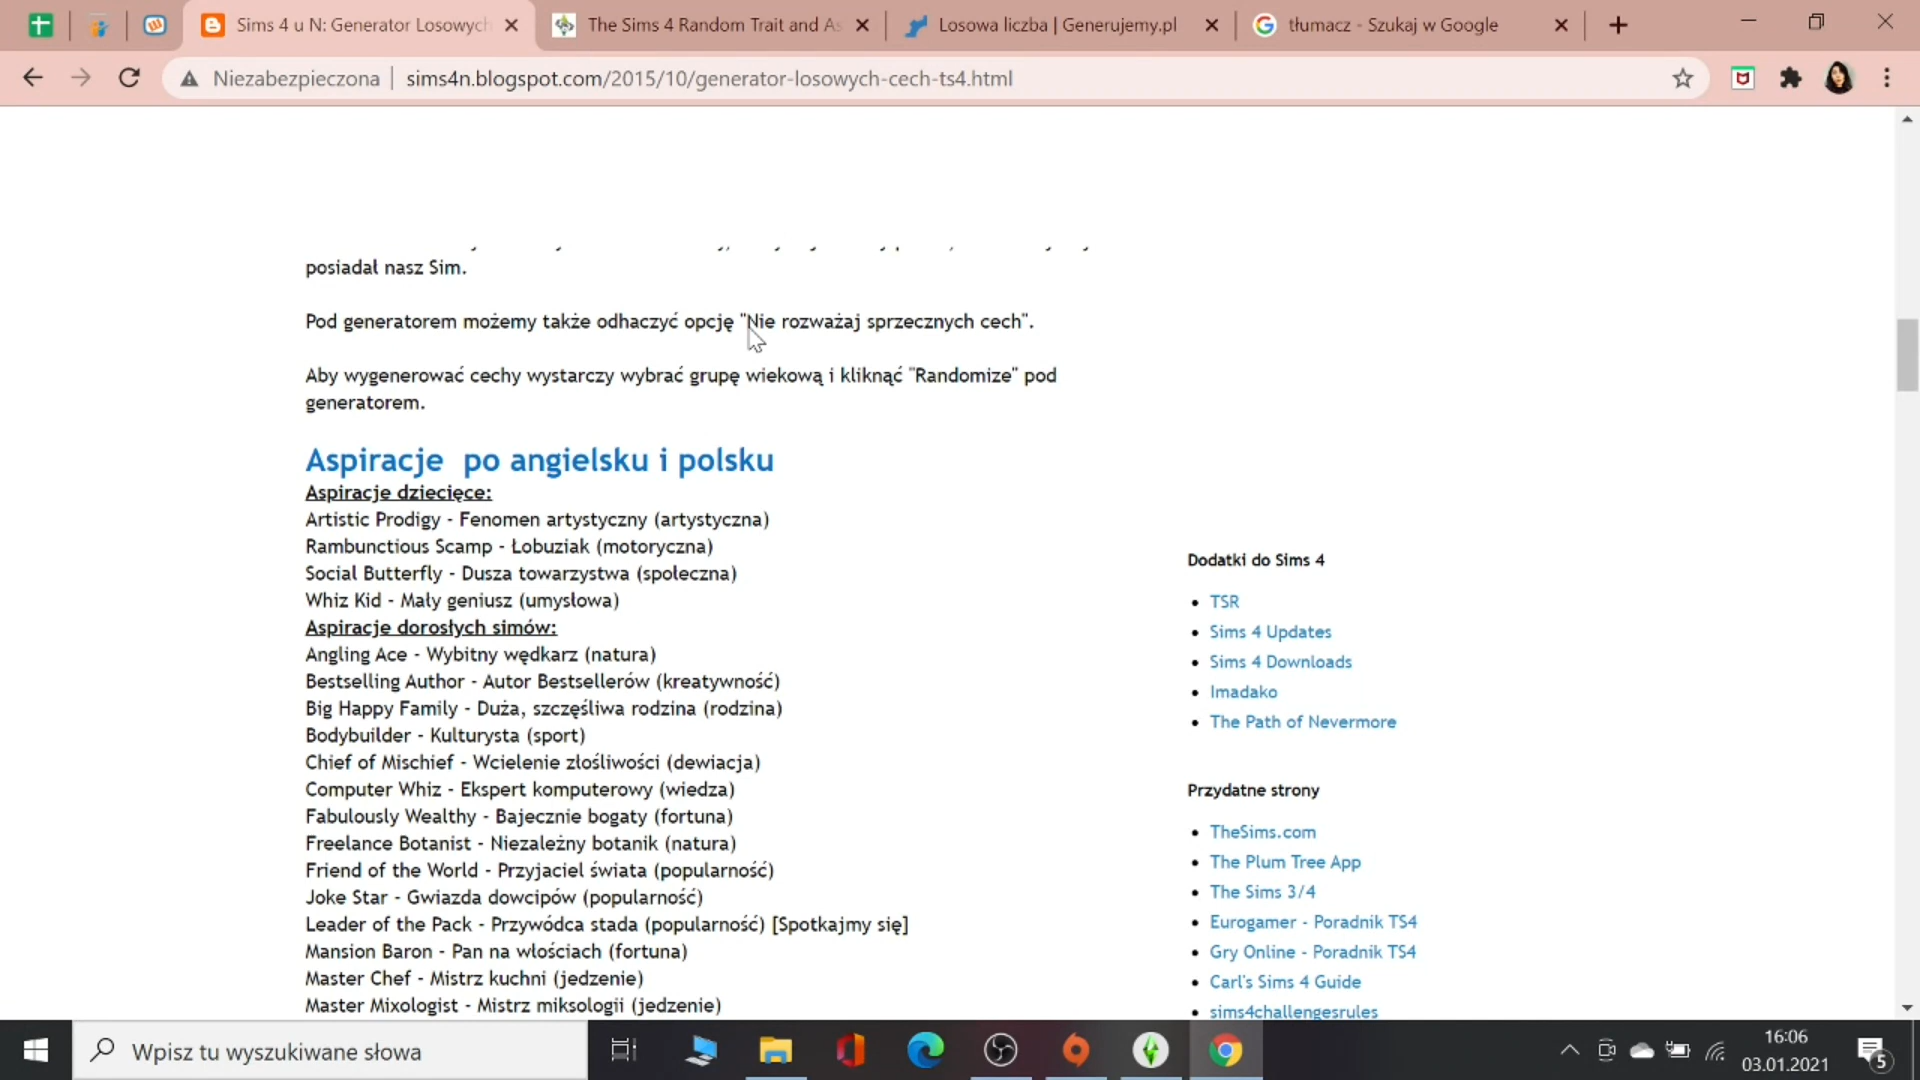 Sims 4 u N: Generator Losowych
The Sims 4 Random Trait and As
Losowa liczba | Generujemy.pl
tłumacz - Szukaj w Google
Niezabezpieczona
sims4n.blogspot.com/2015/10/generator-losowych-cech-ts4.html
posiadał nasz Sim.
Pod generatorem możemy także odhaczyć opcję "Nie rozważaj sprzecznych cech".
Aby wygenerować cechy wystarczy wybrać grupę wiekową i kliknąć "Randomize" pod
generatorem.
Aspiracje po angielsku i polsku
Aspiracje dziecięce:
Artistic Prodigy - Fenomen artystyczny (artystyczna)
Rambunctious Scamp - Łobuziak (motoryczna)
Social Butterfly - Dusza towarzystwa (społeczna)
Whiz Kid - Mały geniusz (umysłowa)
Aspiracje dorosłych simów:
Angling Ace - Wybitny wędkarz (natura)
Bestselling Author - Autor Bestsellerów (kreatywność)
Big Happy Family - Duża, szczęśliwa rodzina (rodzina)
Bodybuilder - Kulturysta (sport)
Chief of Mischief - Wcielenie złośliwości (dewiacja)
Computer Whiz - Ekspert komputerowy (wiedza)
Fabulously Wealthy - Bajecznie bogaty (fortuna)
Freelance Botanist - Niezależny botanik (natura)
Friend of the World - Przyjaciel świata (popularność)
Joke Star - Gwiazda dowcipów (popularność)
Leader of the Pack - Przywódca stada (popularność) [Spotkajmy się]
Mansion Baron - Pan na włościach (fortuna)
Master Chef - Mistrz kuchni (jedzenie)
Master Mixologist - Mistrz miksologii (jedzenie)
Dodatki do Sims 4
TSR
Sims 4 Updates
Sims 4 Downloads
Imadako
The Path of Nevermore
Przydatne strony
TheSims.com
The Plum Tree App
The Sims 3/4
Eurogamer - Poradnik TS4
Gry Online - Poradnik TS4
Carl's Sims 4 Guide
sims4challengesrules
Wpisz tu wyszukiwane słowa
16:06
03.01.2021
5